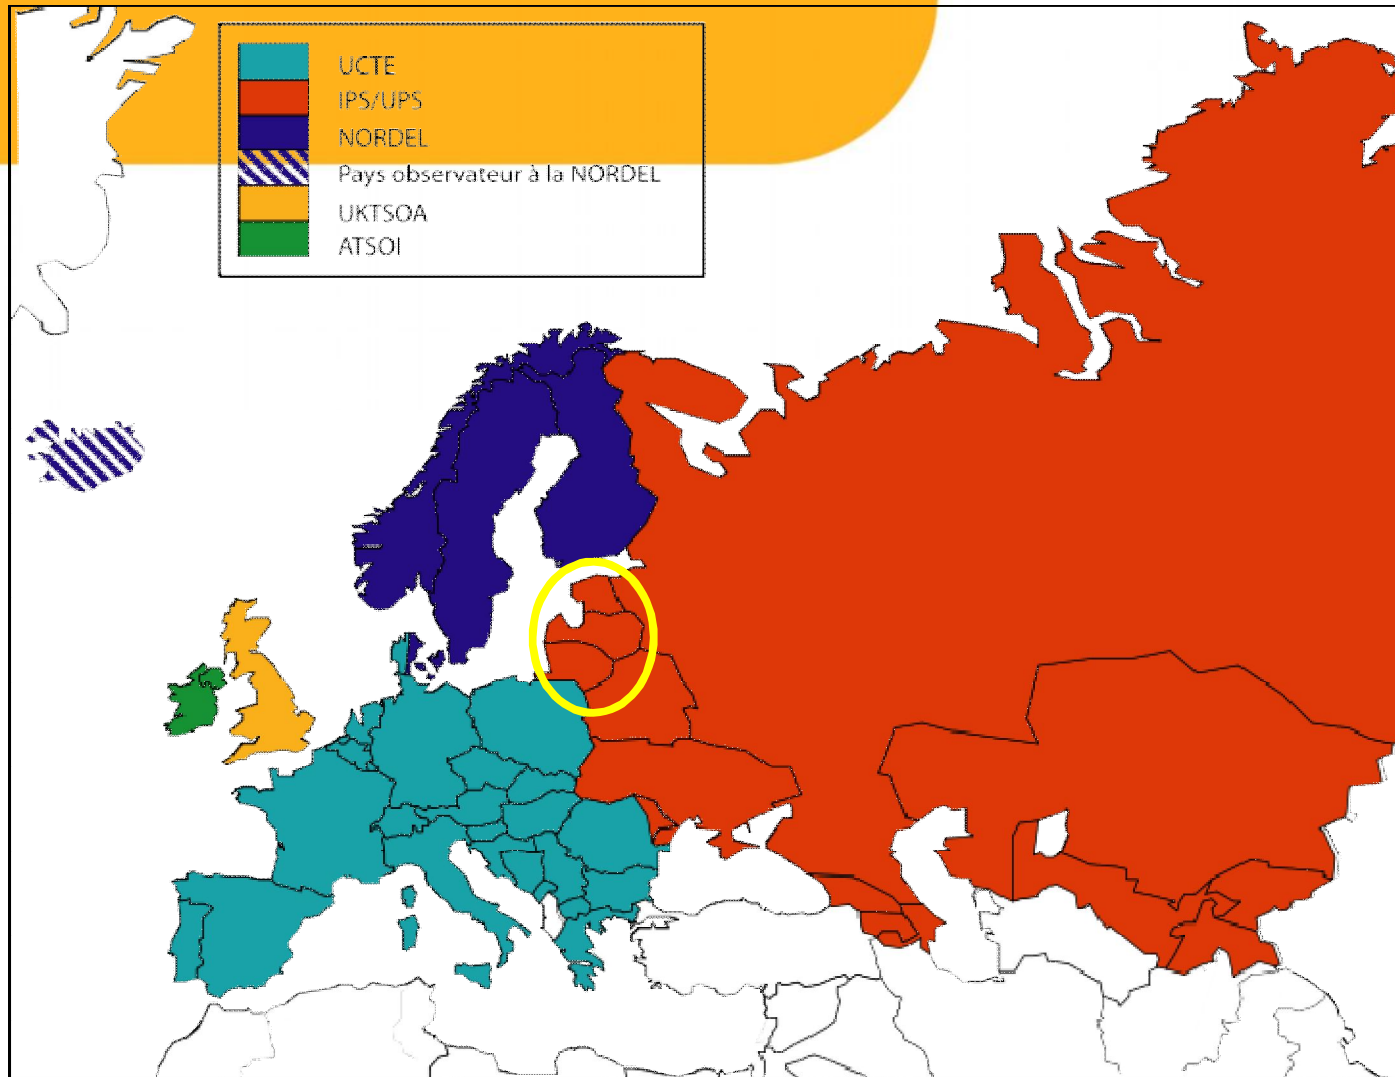 UCTE
IPS/UPS
NORDEL
Pays observateur à la NORDEL
UKTSOA
ATSOI